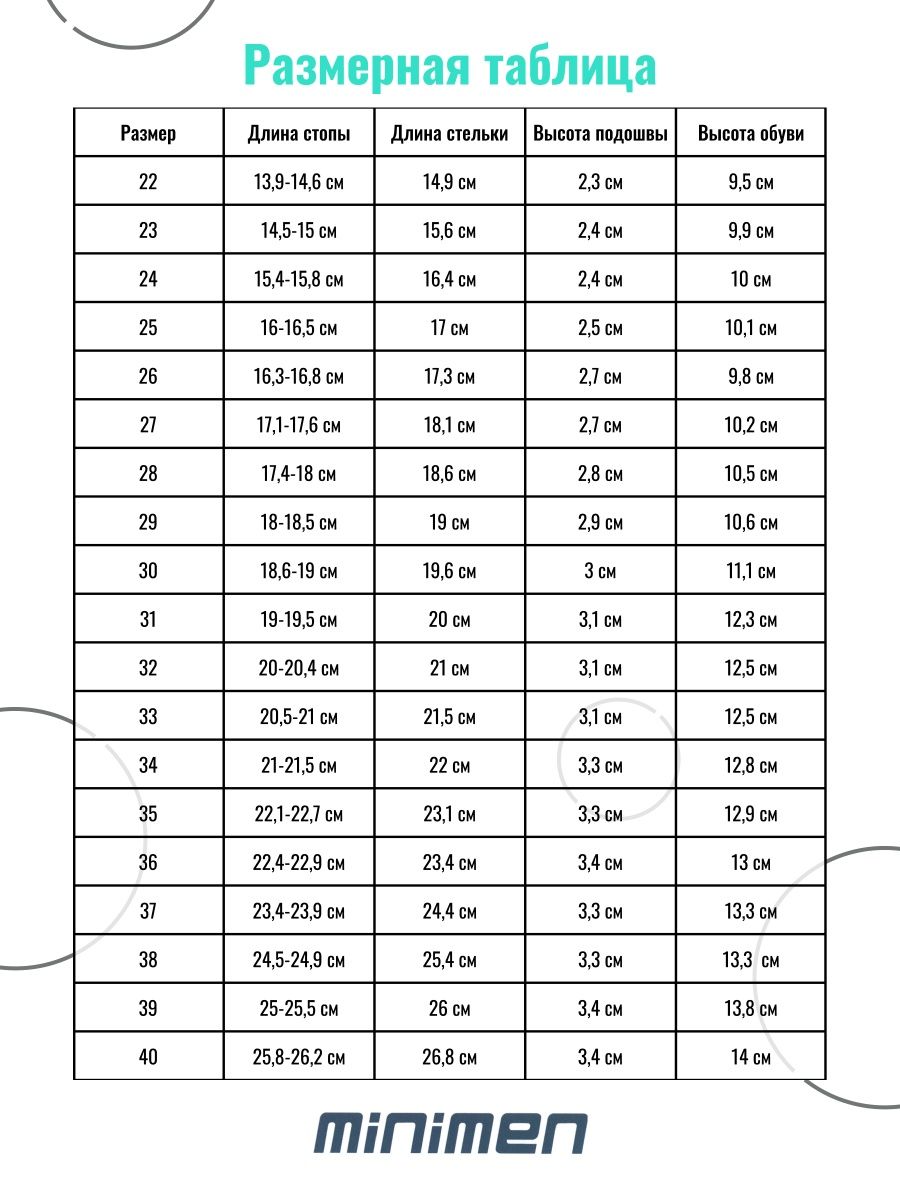 Размерная таблица
Размер Длина стопы Длина стельки Высота подошвы Высота обуви
22 13,9-14,6 см 14,9 см 2,3 см 9,5 см
23 14,5-15 см 15,6 см 2,4 см 9,9 см
24 15,4-15,8 см 16,4 см 2,4 см 10 см
25 16-16,5 см 17 см 2,5 см 10,1 см
26 16,3-16,8 см 17,3 см 2,7 см 9,8 см
27 17,1-17,6 см 18,1 см 2,7 см 10,2 см
28 17,4-18 см 18,6 см 2,8 см 10,5 см
29 18-18,5 см 19 см 2,9 см 10,6 см
30 18,6-19 см 19,6 см 3 см 11,1 см
31 19-19,5 см 20 см 3,1 см 12,3 см
32 20-20,4 см 21 см 3,1 см 12,5 см
33 20,5-21 см 21,5 см 3,1 см 12,5 см
34 21-21,5 см 22 см 3,3 см 12,8 см
35 22,1-22,7 см 23,1 см 3,3 см 12,9 см
36 22,4-22,9 см 23,4 см 3,4 см 13 см
37 23,4-23,9 см 24,4 см 3,3 см 13,3 см
38 24,5-24,9 см 25,4 см 3,3 см 13,3 см
39 25-25,5 см 26 см 3,4 см 13,8 см
40 25,8-26,2 см 26,8 см 3,4 см 14 см
minimen